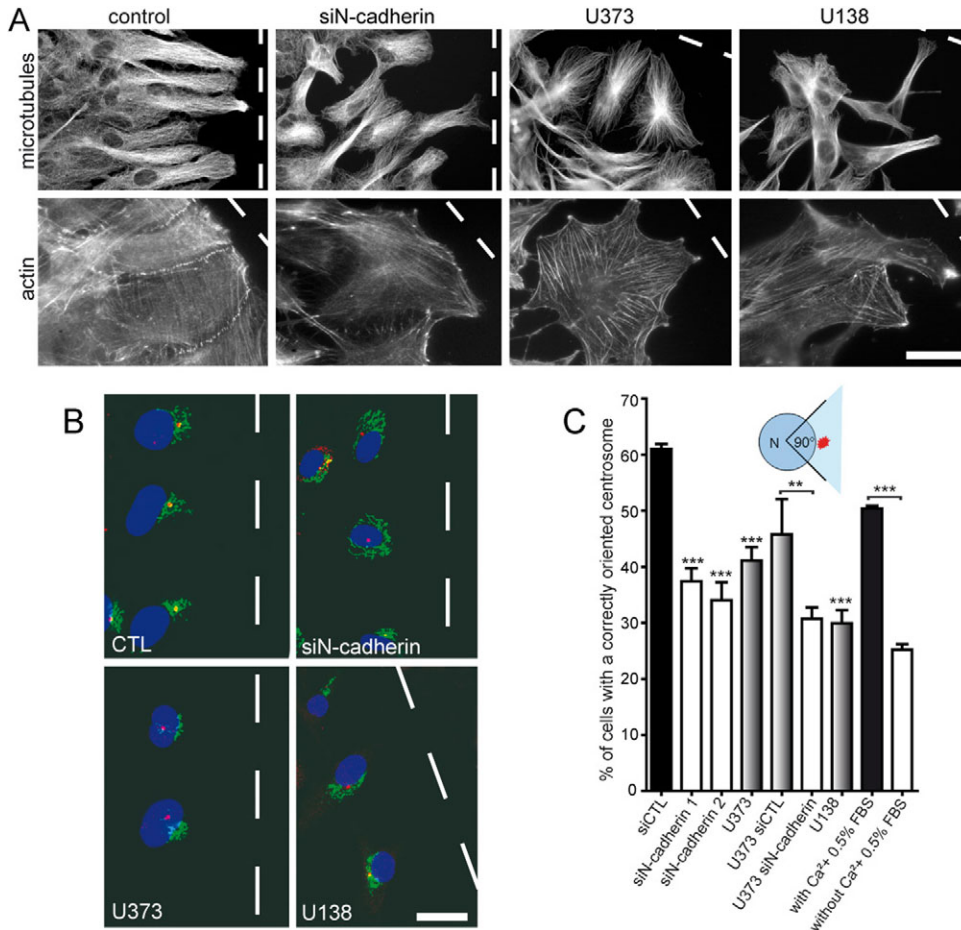 A
control
siN-cadherin
U373
U138
microtubules
actin
B
CTL
siN-cadherin
U373
U138
C
% of cells with a correctly oriented centrosome
70
60
50
40
30
20
10
0
N
90°
***
***
***
**
***
***
siCTL
siN-cadherin 1
siN-cadherin 2
U373
U373 siCTL
U373 siN-cadherin
U138
with Ca²+ 0.5% FBS
without Ca²+ 0.5% FBS